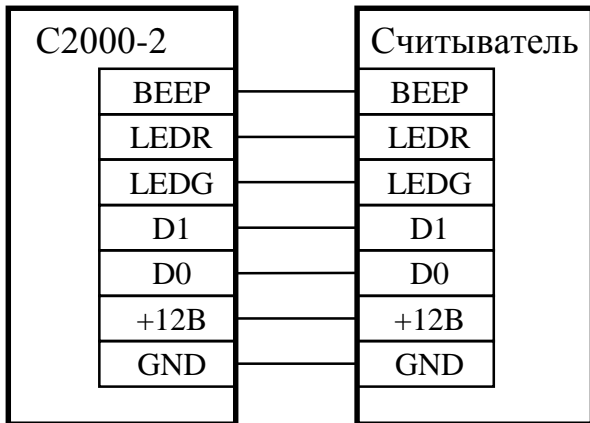 С2000-2
Считыватель
BEEP
BEEP
LEDR
LEDR
LEDG
LEDG
D1
D1
D0
D0
+12В
+12В
GND
GND